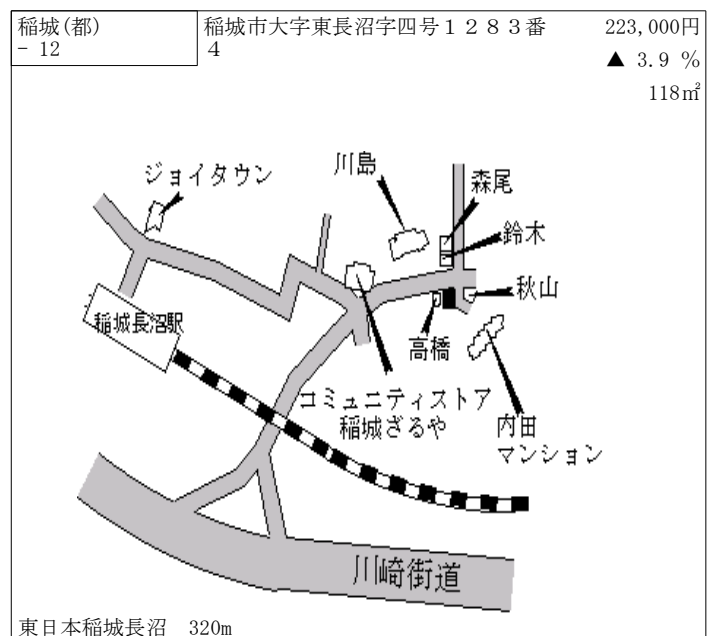 稲城(都)
- 12
稲城市大字東長沼字四号１２８３番
4
223,000円
▲ 3.9 %
118㎡
ジョイタウン
川島
森尾
鈴木
秋山
稲城長沼駅
高橋
コミュニティストア
稲城ざるや
内田
マンション
川崎街道
東日本稲城長沼　320m